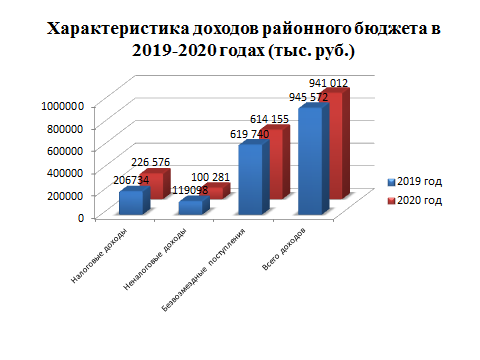 Характеристика доходов районного бюджета в
2019-2020 годах (тыс. руб.)
1000000
800000
600000
400000
200000
0
206734
226 576
119098
100 281
619 740
614 155
945 572
941 012
Налоговые доходы
Неналоговые доходы
Безвозмездные поступления
Всего доходов
2019 год
2020 год